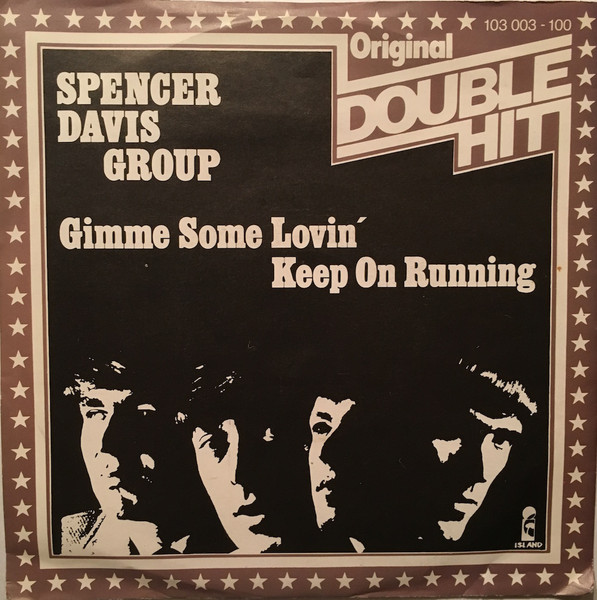 103 003 - 100
Original
DOUBLE
HIT
SPENCER
DAVIS
GROUP
Gimme Some Lovin´
Keep On Running
ISLAND